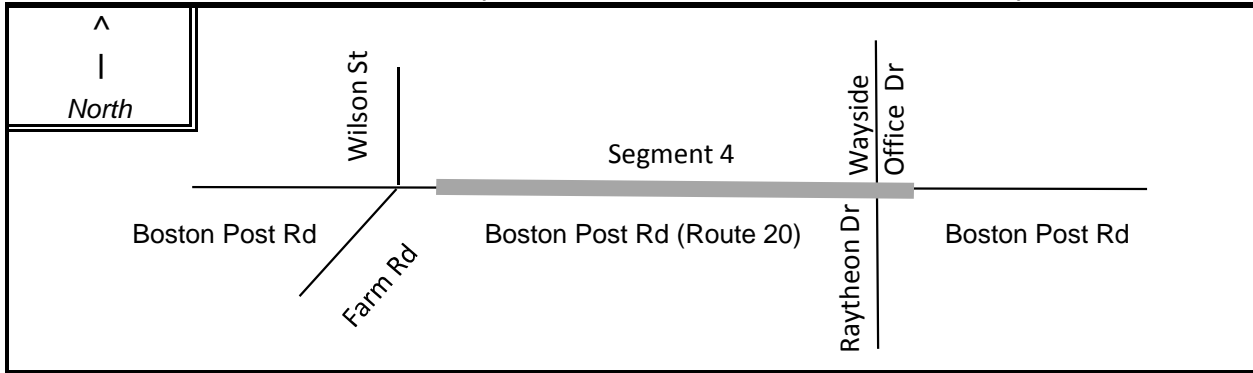 ^
|
North
Wilson St
Segment 4
Wayside
Office Dr
Boston Post Rd
Farm Rd
Boston Post Rd (Route 20)
Raytheon Dr
Boston Post Rd